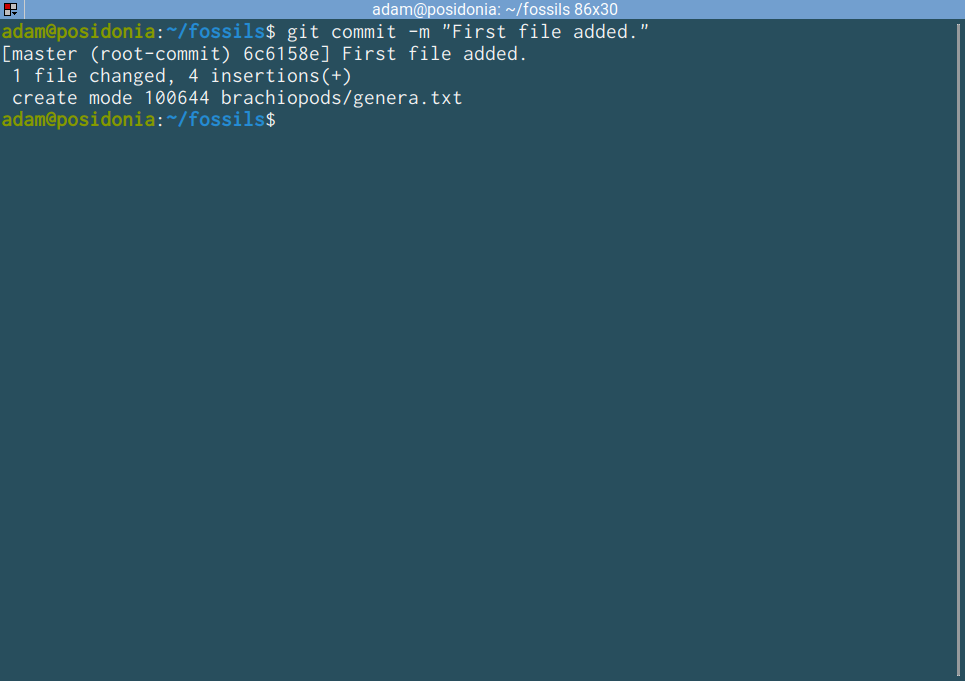 adam@posidonia: ~/fossils 86x30
adam@posidonia:~/fossils$ git commit -m "First file added."
[master (root-commit) 6c6158e] First file added.
 1 file changed, 4 insertions(+)
 create mode 100644 brachiopods/genera.txt
adam@posidonia:~/fossils$